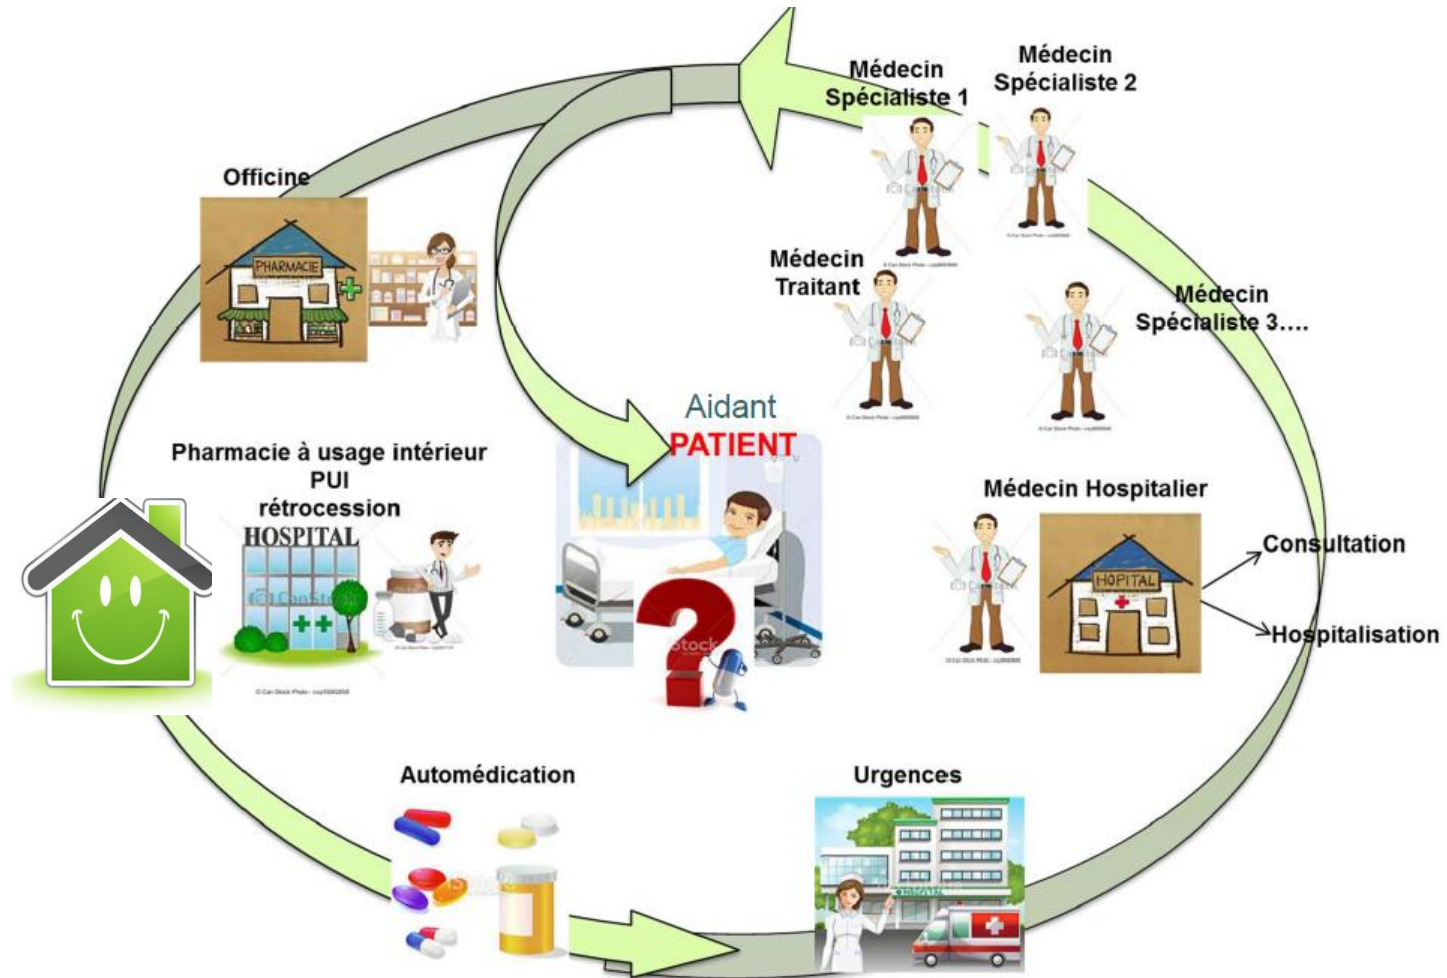 Médecin
Spécialiste 1
Médecin
Spécialiste 2
Officine
PHARMACIE
Médecin
Traitant
Médecin
Spécialiste 3....
Aidant
PATIENT
Pharmacie à usage intérieur
PUI
rétrocession
HOSPITAL
Médecin Hospitalier
HOPITAL
Consultation
Hospitalisation
Automédication
Urgences
HOSPITAL